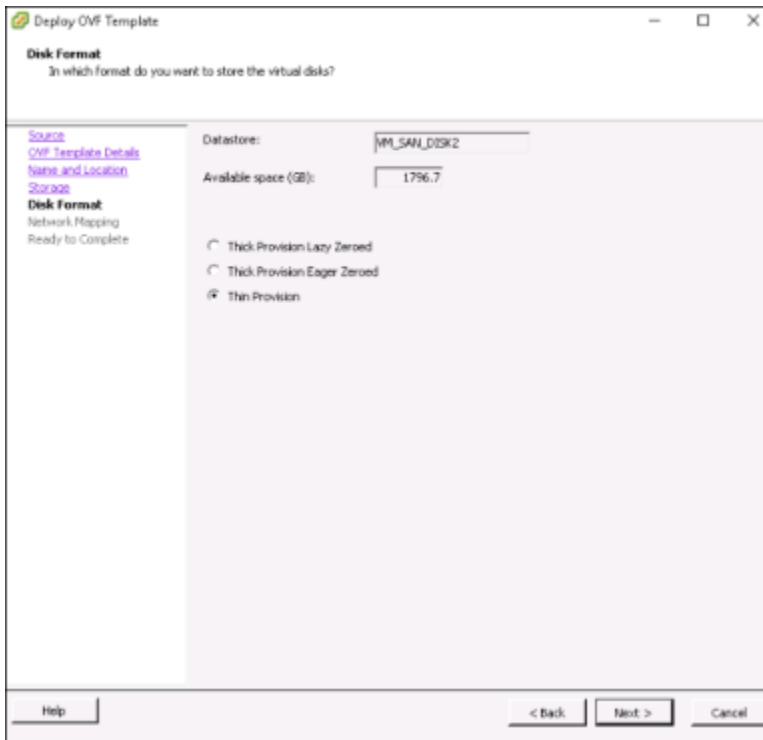 Deploy OVF Template
Disk Format
In which format do you want to store the virtual disks?
Source
OVF Template Details
Name and Location
Storage
Disk Format
Network Mapping
Ready to Complete
Datastore: VM_SAN_DISK2
Available space (GB): 1796.7
Thick Provision Lazy Zeroed
Thick Provision Eager Zeroed
Thin Provision
Help
< Back
Next >
Cancel